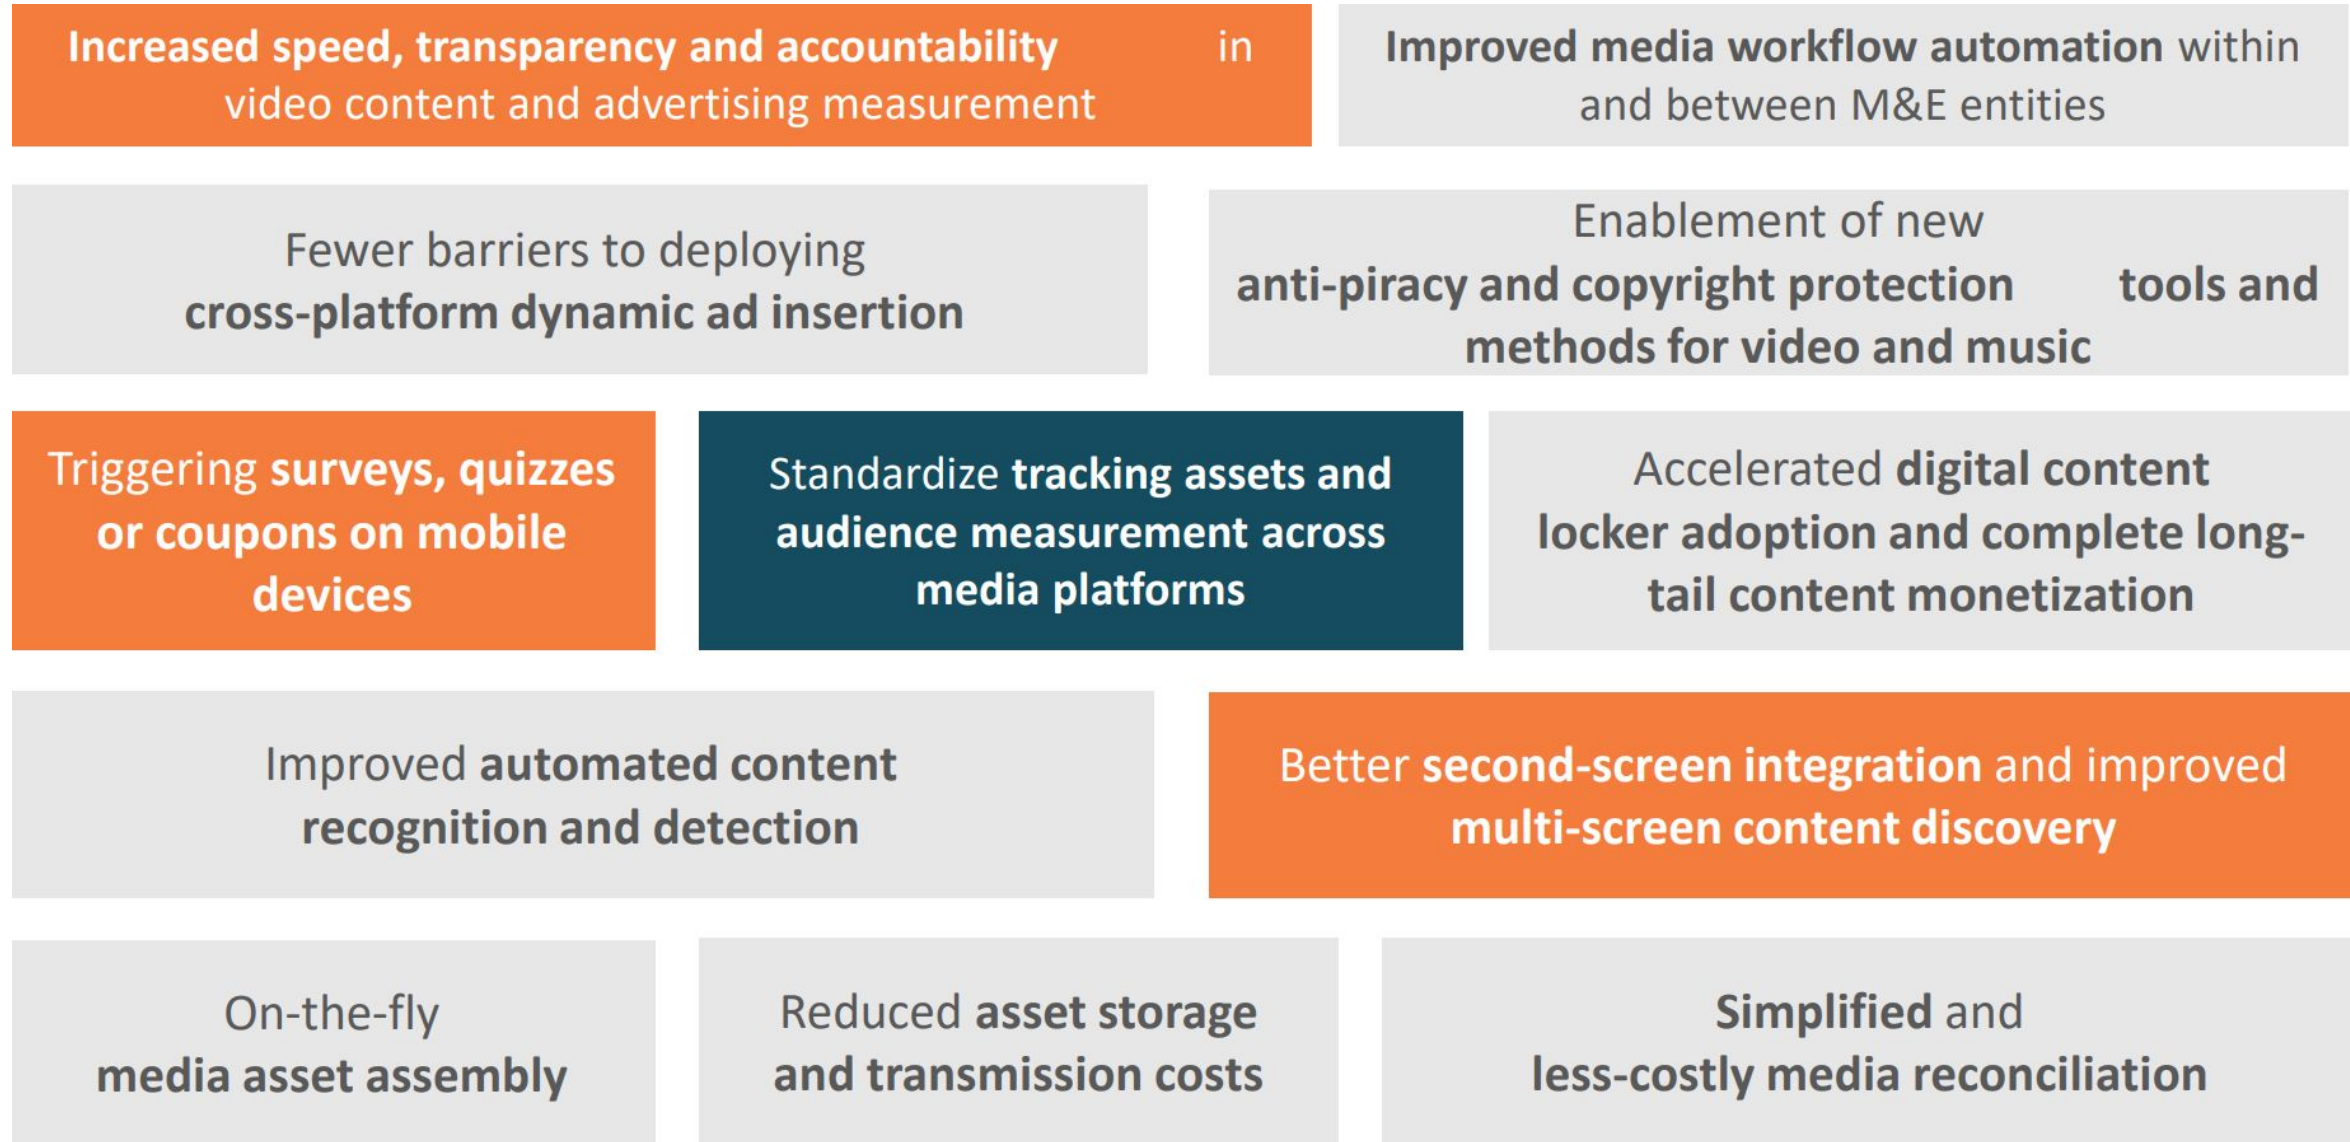 Increased speed, transparency and accountability in
video content and advertising measurement
Improved media workflow automation within
and between M&E entities
Fewer barriers to deploying
cross-platform dynamic ad insertion
Enablement of new
anti-piracy and copyright protection tools and
methods for video and music
Triggering surveys, quizzes
or coupons on mobile
devices
Standardize tracking assets and
audience measurement across
media platforms
Accelerated digital content
locker adoption and complete long-
tail content monetization
Improved automated content
recognition and detection
Better second-screen integration and improved
multi-screen content discovery
On-the-fly
media asset assembly
Reduced asset storage
and transmission costs
Simplified and
less-costly media reconciliation